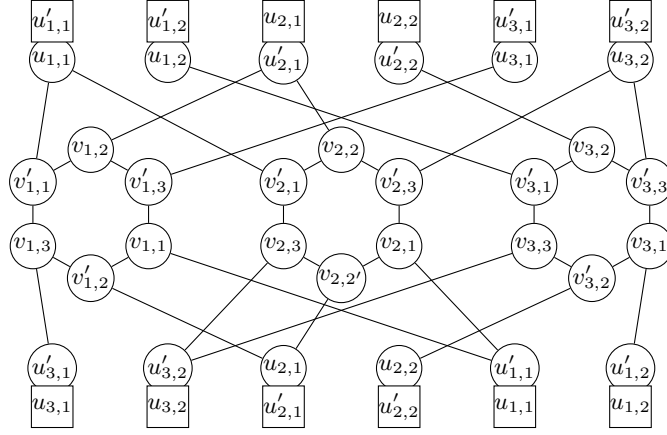 u′₁,₁ u′₁,₂ u₂,₁ u₂,₂ u′₃,₁ u′₃,₂
u₁,₁ u₁,₂ u′₂,₁ u′₂,₂ u₃,₁ u₃,₂
v₁,₂ v₂,₂ v₃,₂
v′₁,₁ v′₁,₃ v′₂,₁ v′₂,₃ v′₃,₁ v′₃,₃
v₁,₃ v₁,₁ v₂,₃ v₂,₁ v₃,₃ v₃,₁
v′₁,₂ v₂,₂′ v′₃,₂
u′₃,₁ u′₃,₂ u₂,₁ u₂,₂ u′₁,₁ u′₁,₂
u₃,₁ u₃,₂ u′₂,₁ u′₂,₂ u₁,₁ u₁,₂